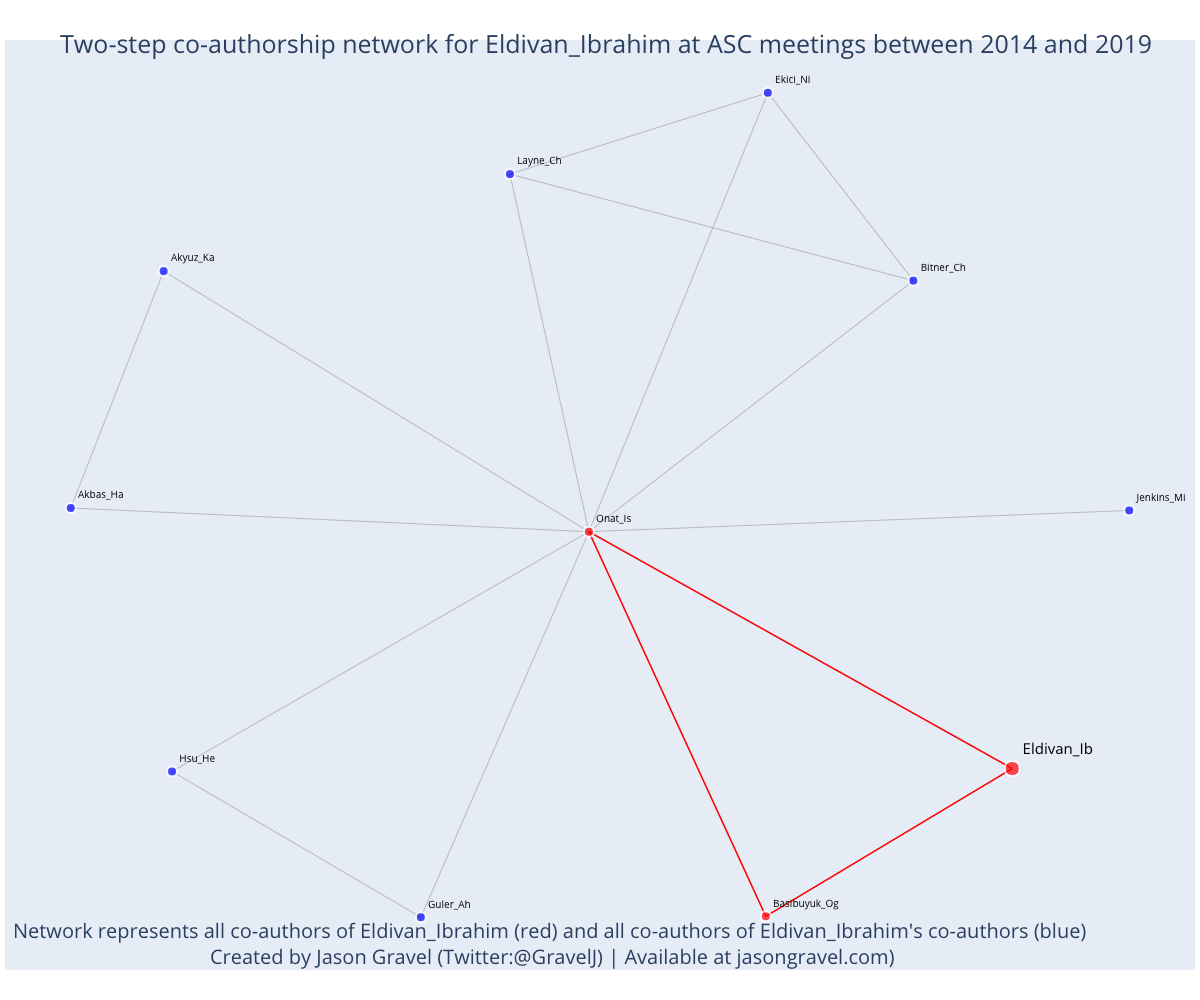 Two-step co-authorship network for Eldivan_Ibrahim at ASC meetings between 2014 and 2019
Ekici_Ni
Layne_Ch
Akyuz_Ka
Bitner_Ch
Akbas_Ha
Jenkins_Mi
Onat_Is
Eldivan_Ib
Hsu_He
Guler_Ah
Basibuyuk_Og
Network represents all co-authors of Eldivan_Ibrahim (red) and all co-authors of Eldivan_Ibrahim's co-authors (blue)
Created by Jason Gravel (Twitter:@GravelJ) | Available at jasongravel.com)